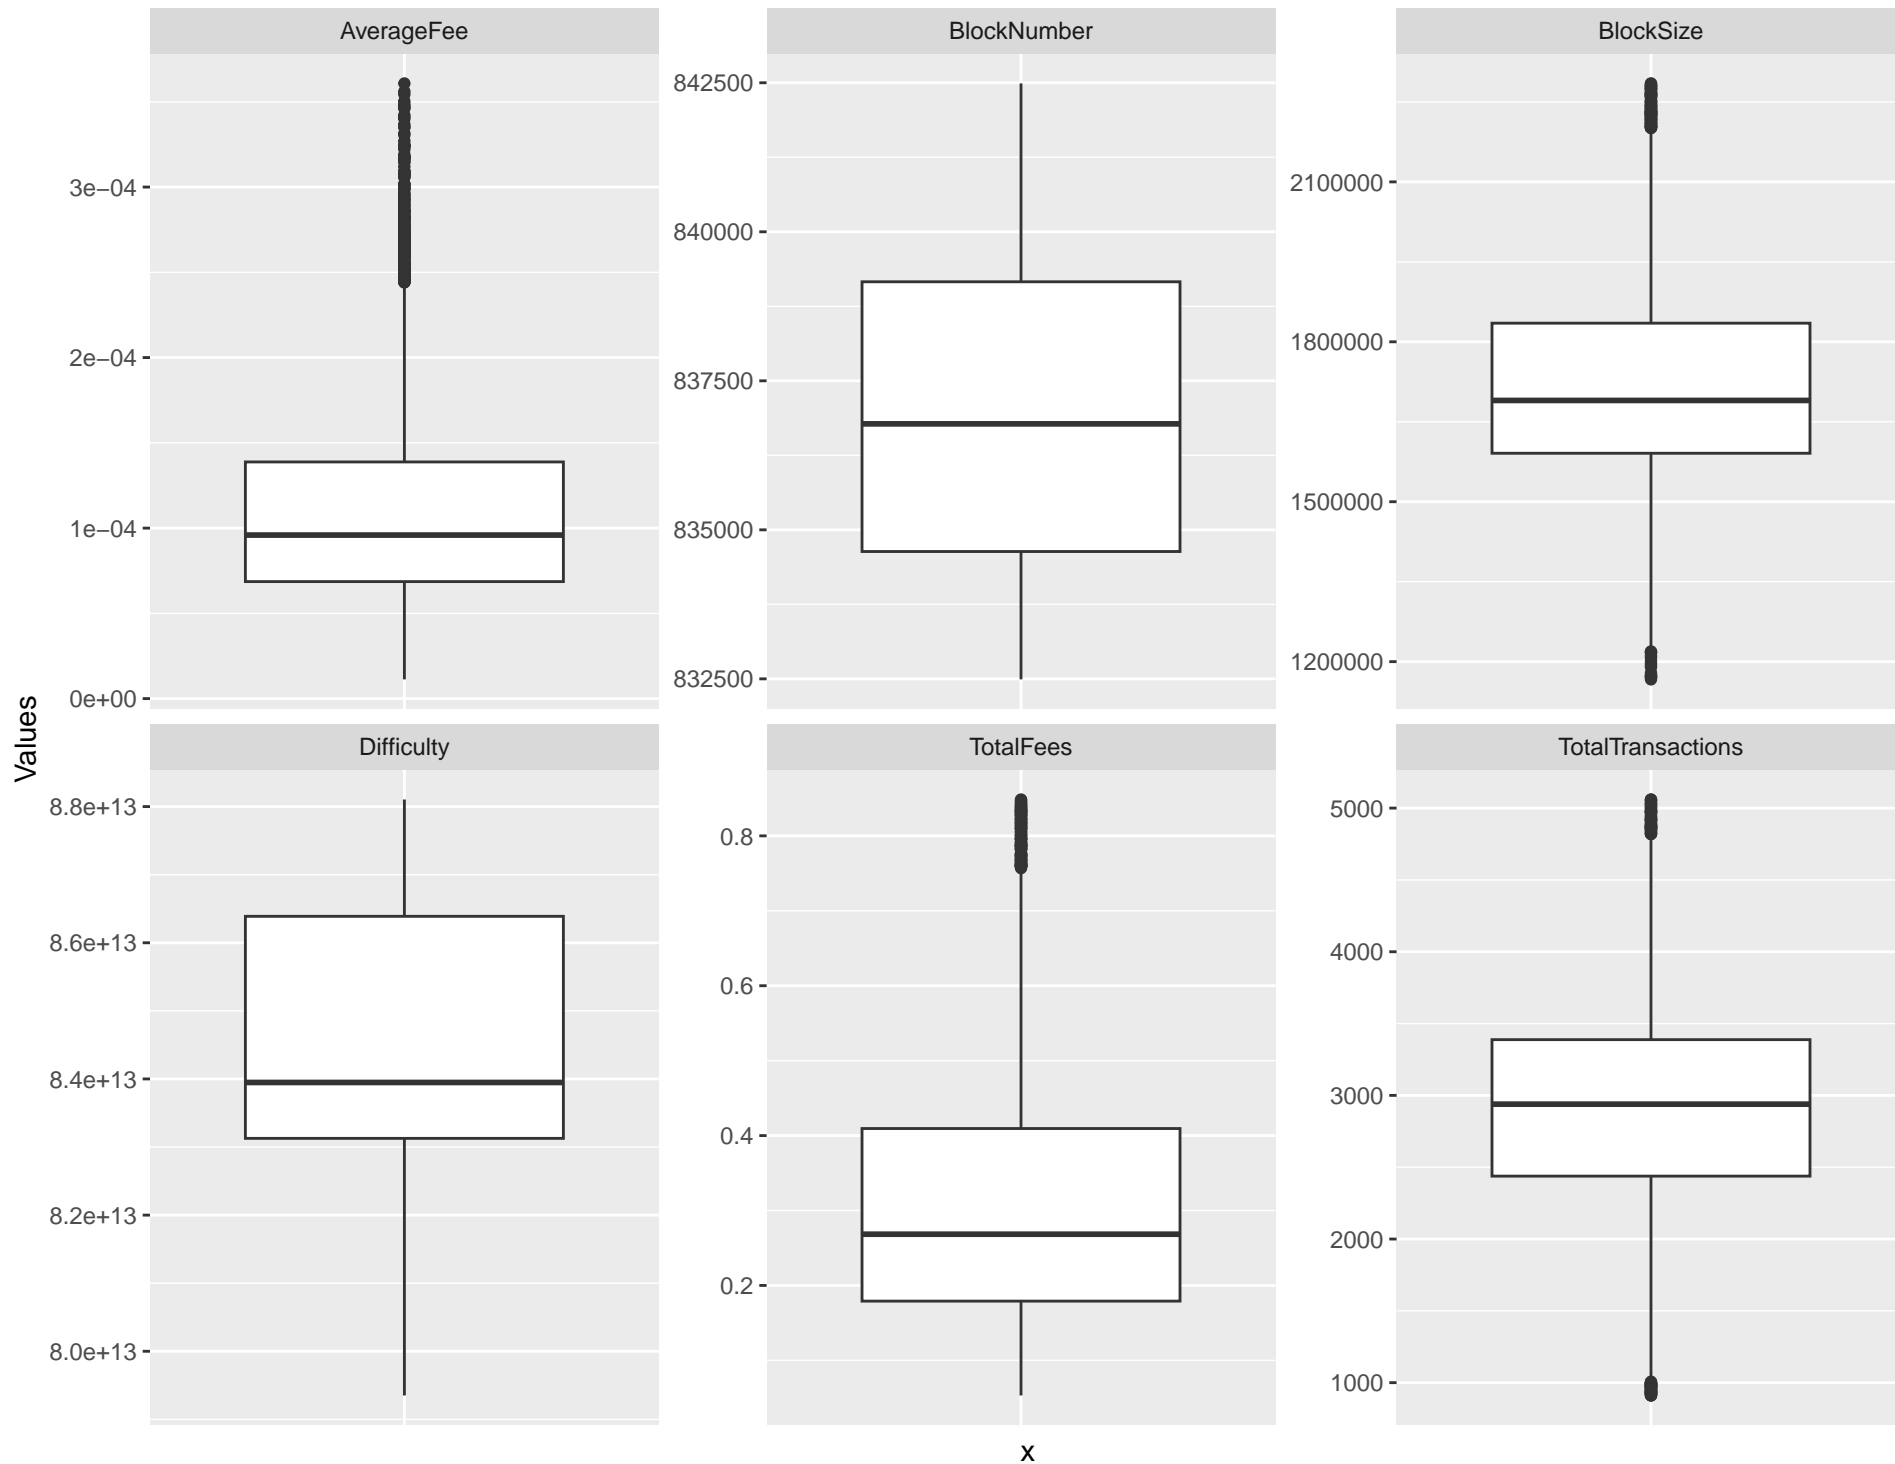 AverageFee
BlockNumber
BlockSize
3e−04
2e−04
1e−04
0e+00
842500
840000
837500
835000
832500
2100000
1800000
1500000
1200000
Values
Difficulty
TotalFees
TotalTransactions
8.8e+13
8.6e+13
8.4e+13
8.2e+13
8.0e+13
0.8
0.6
0.4
0.2
5000
4000
3000
2000
1000
x